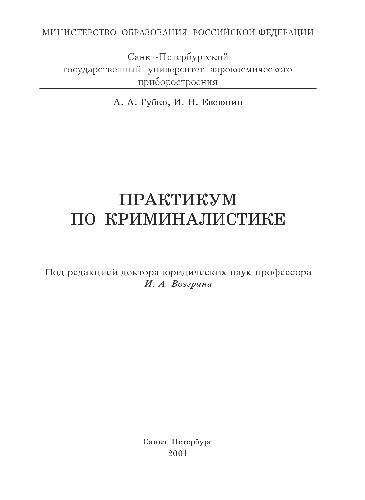 МИНИСТЕРСТВО ОБРАЗОВАНИЯ РОССИЙСКОЙ ФЕДЕРАЦИИ
Санкт-Петербургский
государственный университет аэрокосмического
приборостроения
А. А. Губко, И. Н.
ПРАКТИКУМ
ПО КРИМИНАЛИСТИКЕ
Под редакцией доктора юридических наук профессора
И. А. Возгрина
Санкт-Петербург
2001